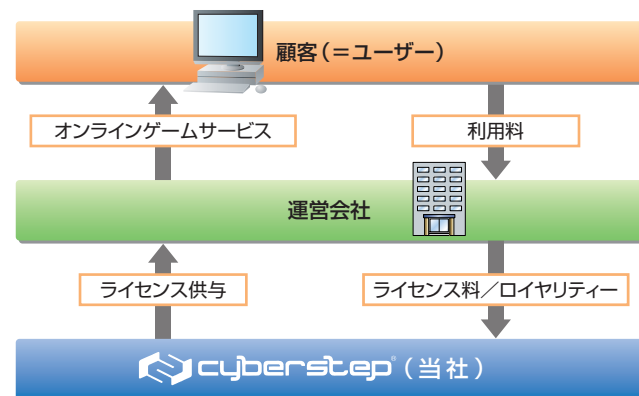 顧客（＝ユーザー）
オンラインゲームサービス
利用料
運営会社
ライセンス供与
ライセンス料／ロイヤリティー
cyberstep®（当社）